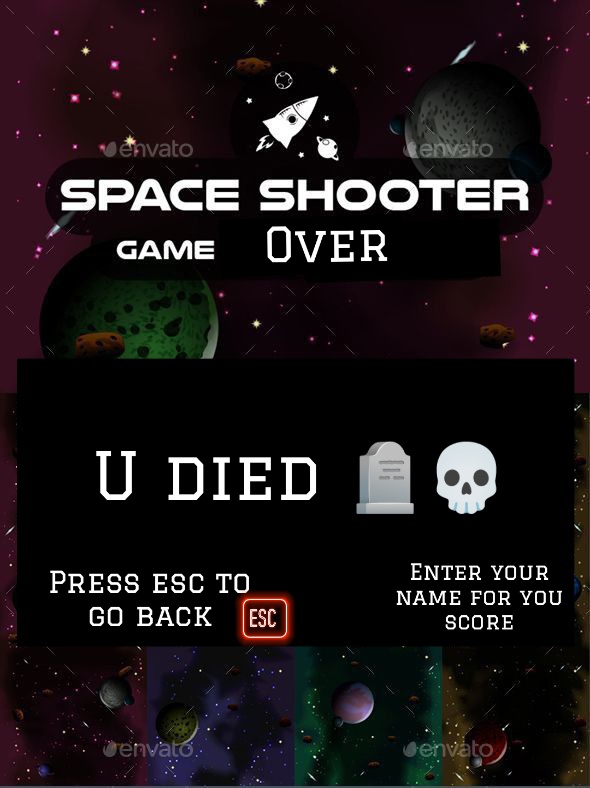 envato envato
SPACE SHOOTER
GAME OVER
U DIED
PRESS ESC TO
GO BACK
ESC
ENTER YOUR
NAME FOR YOU
SCORE
envato envato